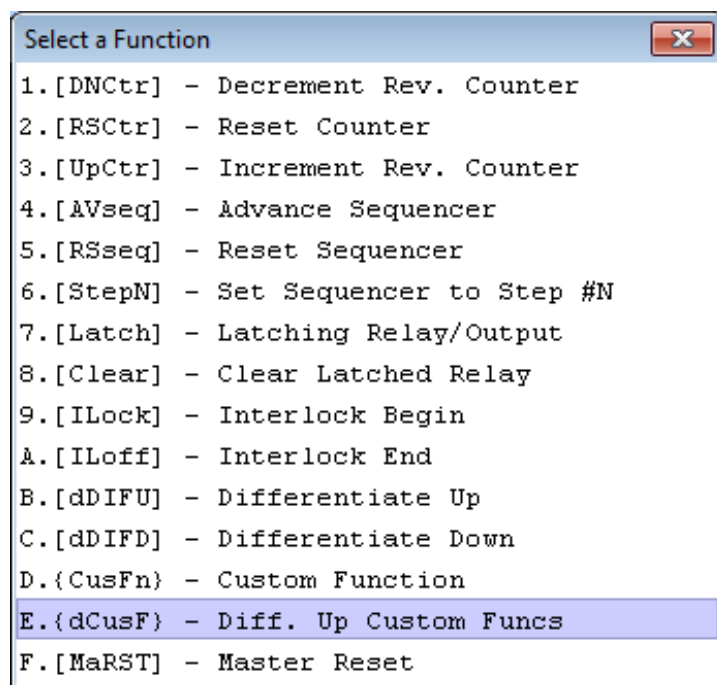 Select a Function
1.[DNCtr] - Decrement Rev. Counter
2.[RSCtr] - Reset Counter
3.[UpCtr] - Increment Rev. Counter
4.[AVseq] - Advance Sequencer
5.[RSseq] - Reset Sequencer
6.[StepN] - Set Sequencer to Step #N
7.[Latch] - Latching Relay/Output
8.[Clear] - Clear Latched Relay
9.[ILock] - Interlock Begin
A.[ILoff] - Interlock End
B.[dDIFU] - Differentiate Up
C.[dDIFD] - Differentiate Down
D.{CusFn} - Custom Function
E.{dCusF} - Diff. Up Custom Funcs
F.[MaRST] - Master Reset